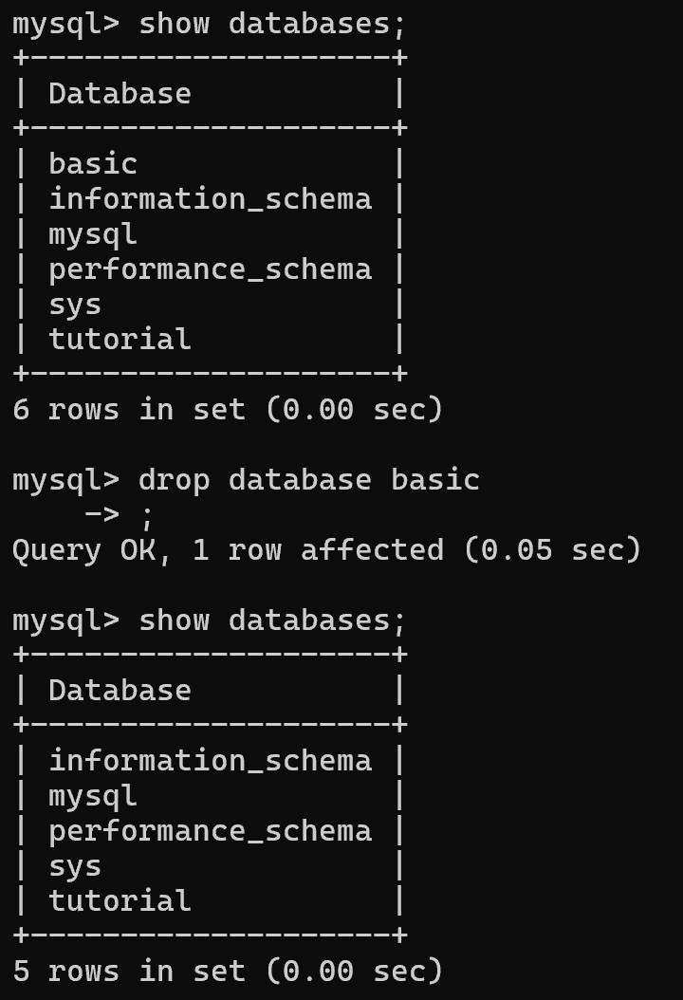 mysql> show databases;
+--------------------+
| Database           |
+--------------------+
| basic              |
| information_schema |
| mysql              |
| performance_schema |
| sys                |
| tutorial           |
+--------------------+
6 rows in set (0.00 sec)

mysql> drop database basic
    -> ;
Query OK, 1 row affected (0.05 sec)

mysql> show databases;
+--------------------+
| Database           |
+--------------------+
| information_schema |
| mysql              |
| performance_schema |
| sys                |
| tutorial           |
+--------------------+
5 rows in set (0.00 sec)